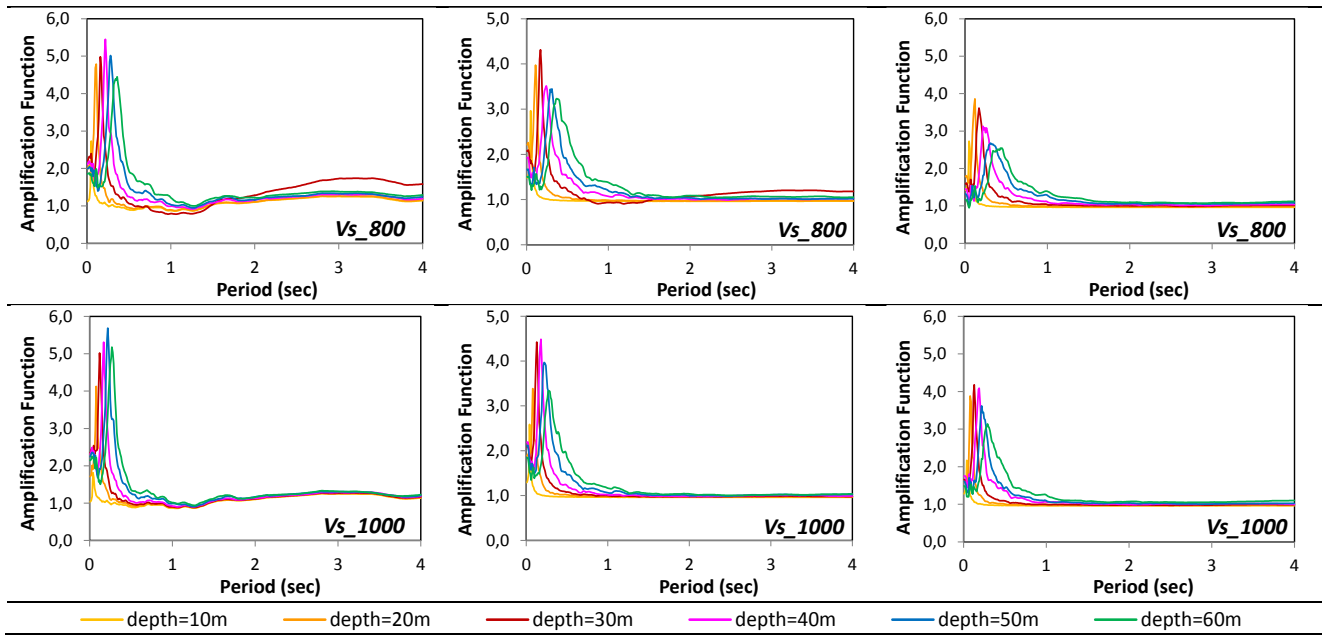 Amplification Function
6,0
5,0
4,0
3,0
2,0
1,0
0,0
Vs_800
0 1 2 3 4
Period (sec)
Amplification Function
5,0
4,0
3,0
2,0
1,0
0,0
Vs_800
0 1 2 3 4
Period (sec)
Amplification Function
6,0
5,0
4,0
3,0
2,0
1,0
0,0
Vs_800
0 1 2 3 4
Period (sec)
Amplification Function
6,0
5,0
4,0
3,0
2,0
1,0
0,0
Vs_1000
0 1 2 3 4
Period (sec)
Amplification Function
5,0
4,0
3,0
2,0
1,0
0,0
Vs_1000
0 1 2 3 4
Period (sec)
Amplification Function
6,0
5,0
4,0
3,0
2,0
1,0
0,0
Vs_1000
0 1 2 3 4
Period (sec)
depth=10m depth=20m depth=30m depth=40m depth=50m depth=60m